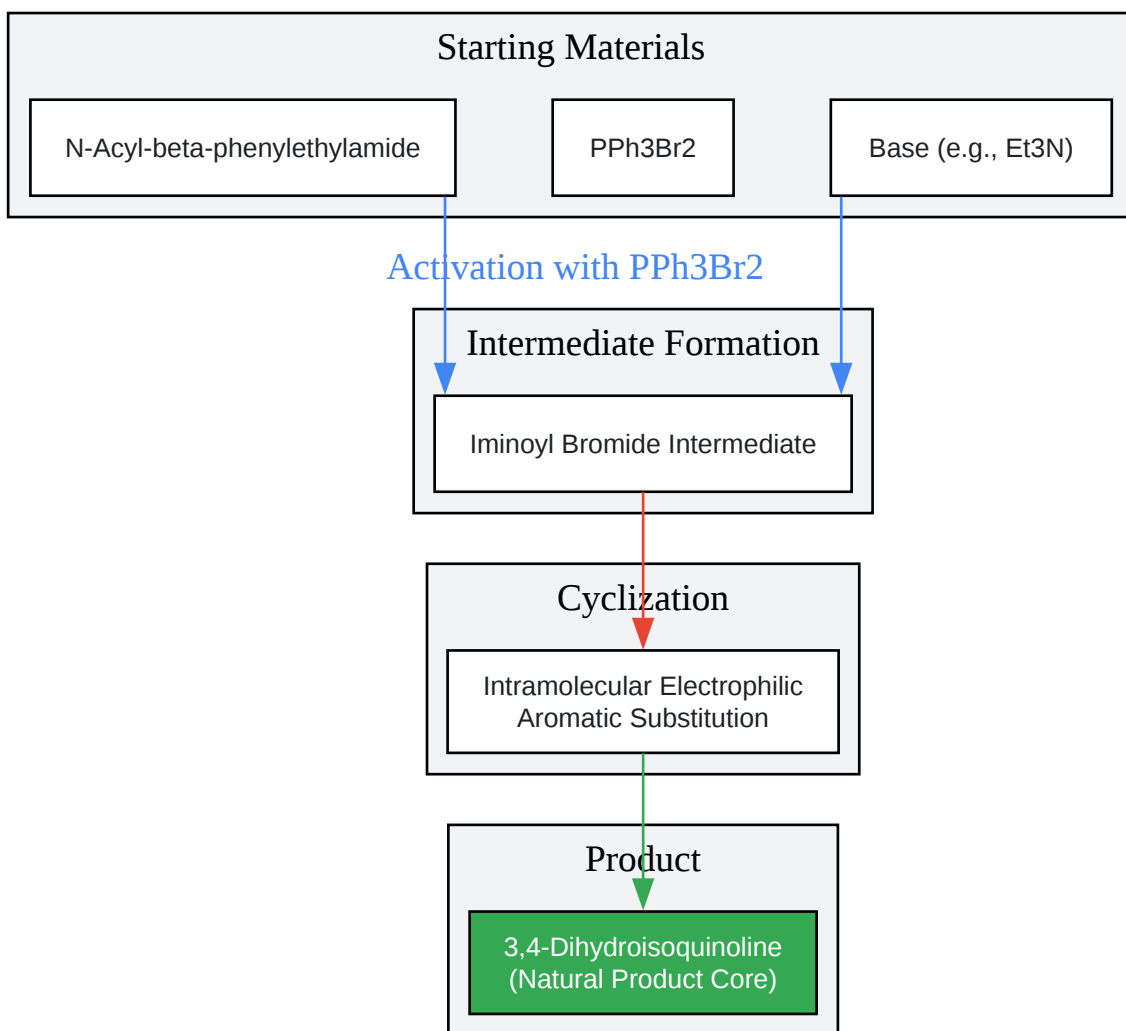 Starting Materials
N-Acyl-beta-phenylethylamide
PPh3Br2
Base (e.g., Et3N)
Activation with PPh3Br2
Intermediate Formation
Iminoyl Bromide Intermediate
Cyclization
Intramolecular Electrophilic
Aromatic Substitution
Product
3,4-Dihydroisoquinoline
(Natural Product Core)